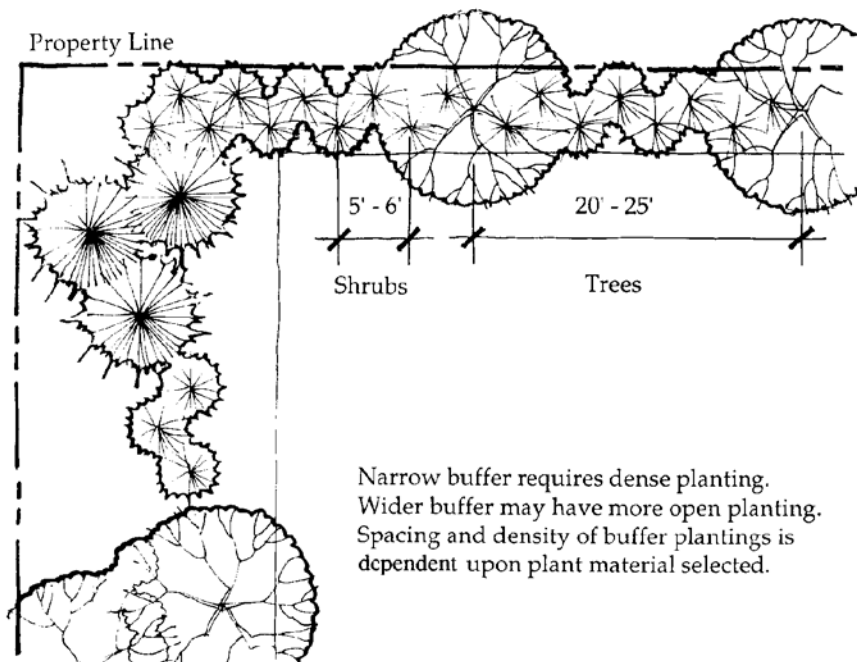 Property Line
5' - 6'
20' - 25'
Shrubs
Trees
Narrow buffer requires dense planting.
Wider buffer may have more open planting.
Spacing and density of buffer plantings is
dependent upon plant material selected.